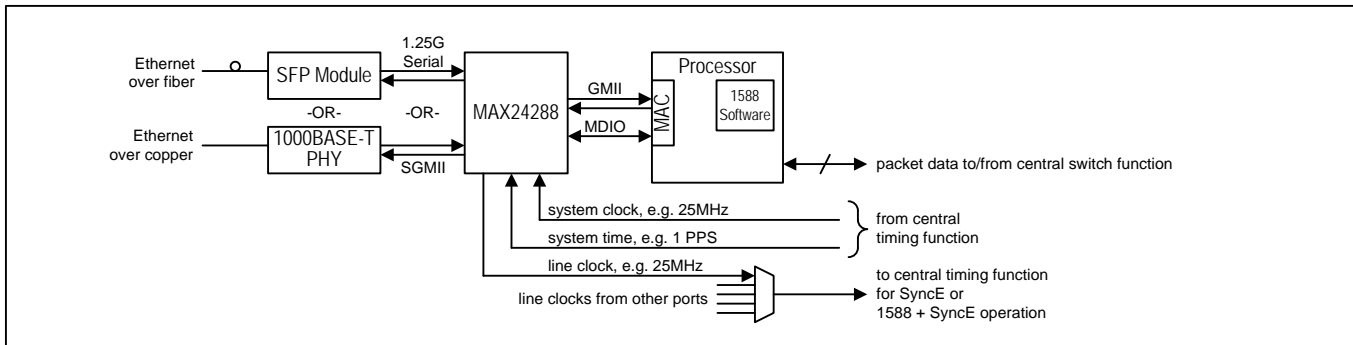 Ethernet
over fiber
SFP Module
1.25G
Serial
-OR-
-OR-
Ethernet
over copper
1000BASE-T
PHY
SGMII
MAX24288
GMII
MDIO
Processor
MAC
1588
Software
packet data to/from central switch function
system clock, e.g. 25MHz
system time, e.g. 1 PPS
from central
timing function
line clock, e.g. 25MHz
line clocks from other ports
to central timing function
for SyncE or
1588 + SyncE operation